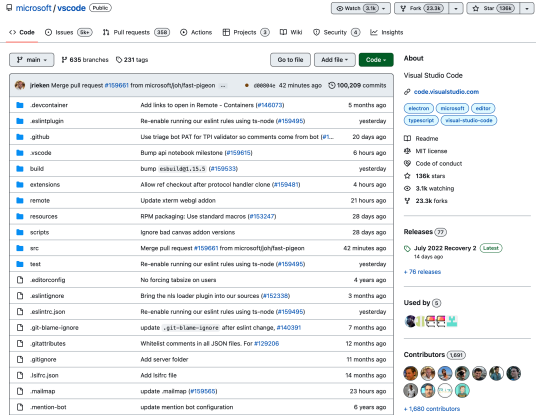 microsoft/vscode Public
Watch 3.1k Fork 23.3k Star 136k
Code Issues 5k+ Pull requests 358 Actions Projects 3 Wiki Security 4 Insights
main 635 branches 231 tags Go to file Add file Code
jrieken Merge pull request #159661 from microsoft/joh/fast-pigeon ... 42 minutes ago 100,209 commits
.devcontainer Add links to open in Remote - Containers (#146073) 5 months ago
.eslintplugin Re-enable running our eslint rules using ts-node (#159495) yesterday
.github Use triage bot PAT for TPI validator so comments come from bot (#1... 20 days ago
.vscode Bump api notebook milestone (#159615) 6 hours ago
build bump esbuild@1.15.5 (#159533) yesterday
extensions Allow ref checkout after protocol handler clone (#159481) 4 hours ago
remote Update xterm webgl addon 21 hours ago
resources RPM packaging: Use standard macros (#153247) 28 days ago
scripts Ignore bad canvas addon versions 28 days ago
src Merge pull request #159661 from microsoft/joh/fast-pigeon 42 minutes ago
test Re-enable running our eslint rules using ts-node (#159495) yesterday
.editorconfig No forcing tabsize on users 4 years ago
.eslintignore Bring the nls loader plugin into our sources (#152338) 3 months ago
.eslintrc.json Re-enable running our eslint rules using ts-node (#159495) yesterday
.git-blame-ignore update .git-blame-ignore after eslint change, #140391 7 months ago
.gitattributes Whitelist comments in all JSON files. For #129206 12 months ago
.gitignore Add server folder 11 months ago
.lsifrc.json Add lsifrc file 14 months ago
.mailmap update .mailmap (#159565) 23 hours ago
.mention-bot update mention bot configuration 6 years ago
About
Visual Studio Code
code.visualstudio.com
electron microsoft editor
typescript visual-studio-code
Readme
MIT license
Code of conduct
136k stars
3.1k watching
23.3k forks
Releases 77
July 2022 Recovery 2 Latest
14 days ago
+ 76 releases
Used by 5
Contributors 1,691
+ 1,680 contributors